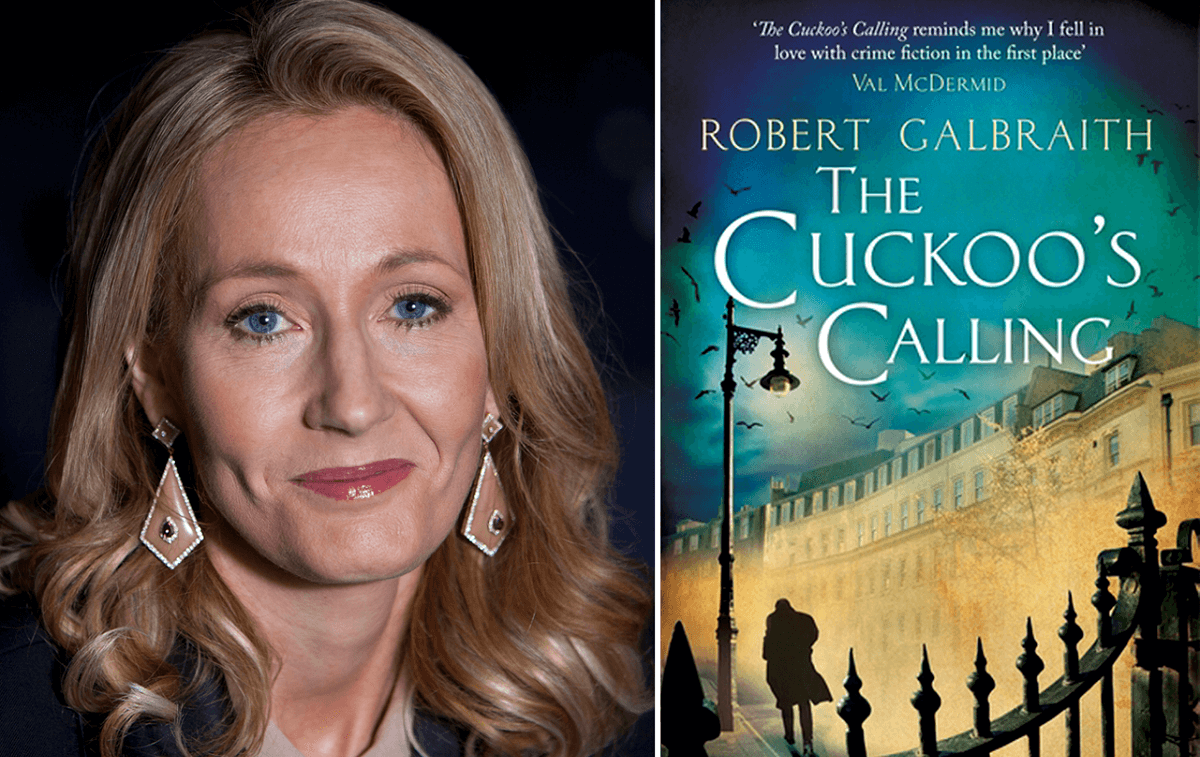 ‘The Cuckoo’s Calling reminds me why I fell in
love with crime fiction in the first place’
VAL MCDERMID
ROBERT GALBRAITH
THE
CUCKOO’S
CALLING